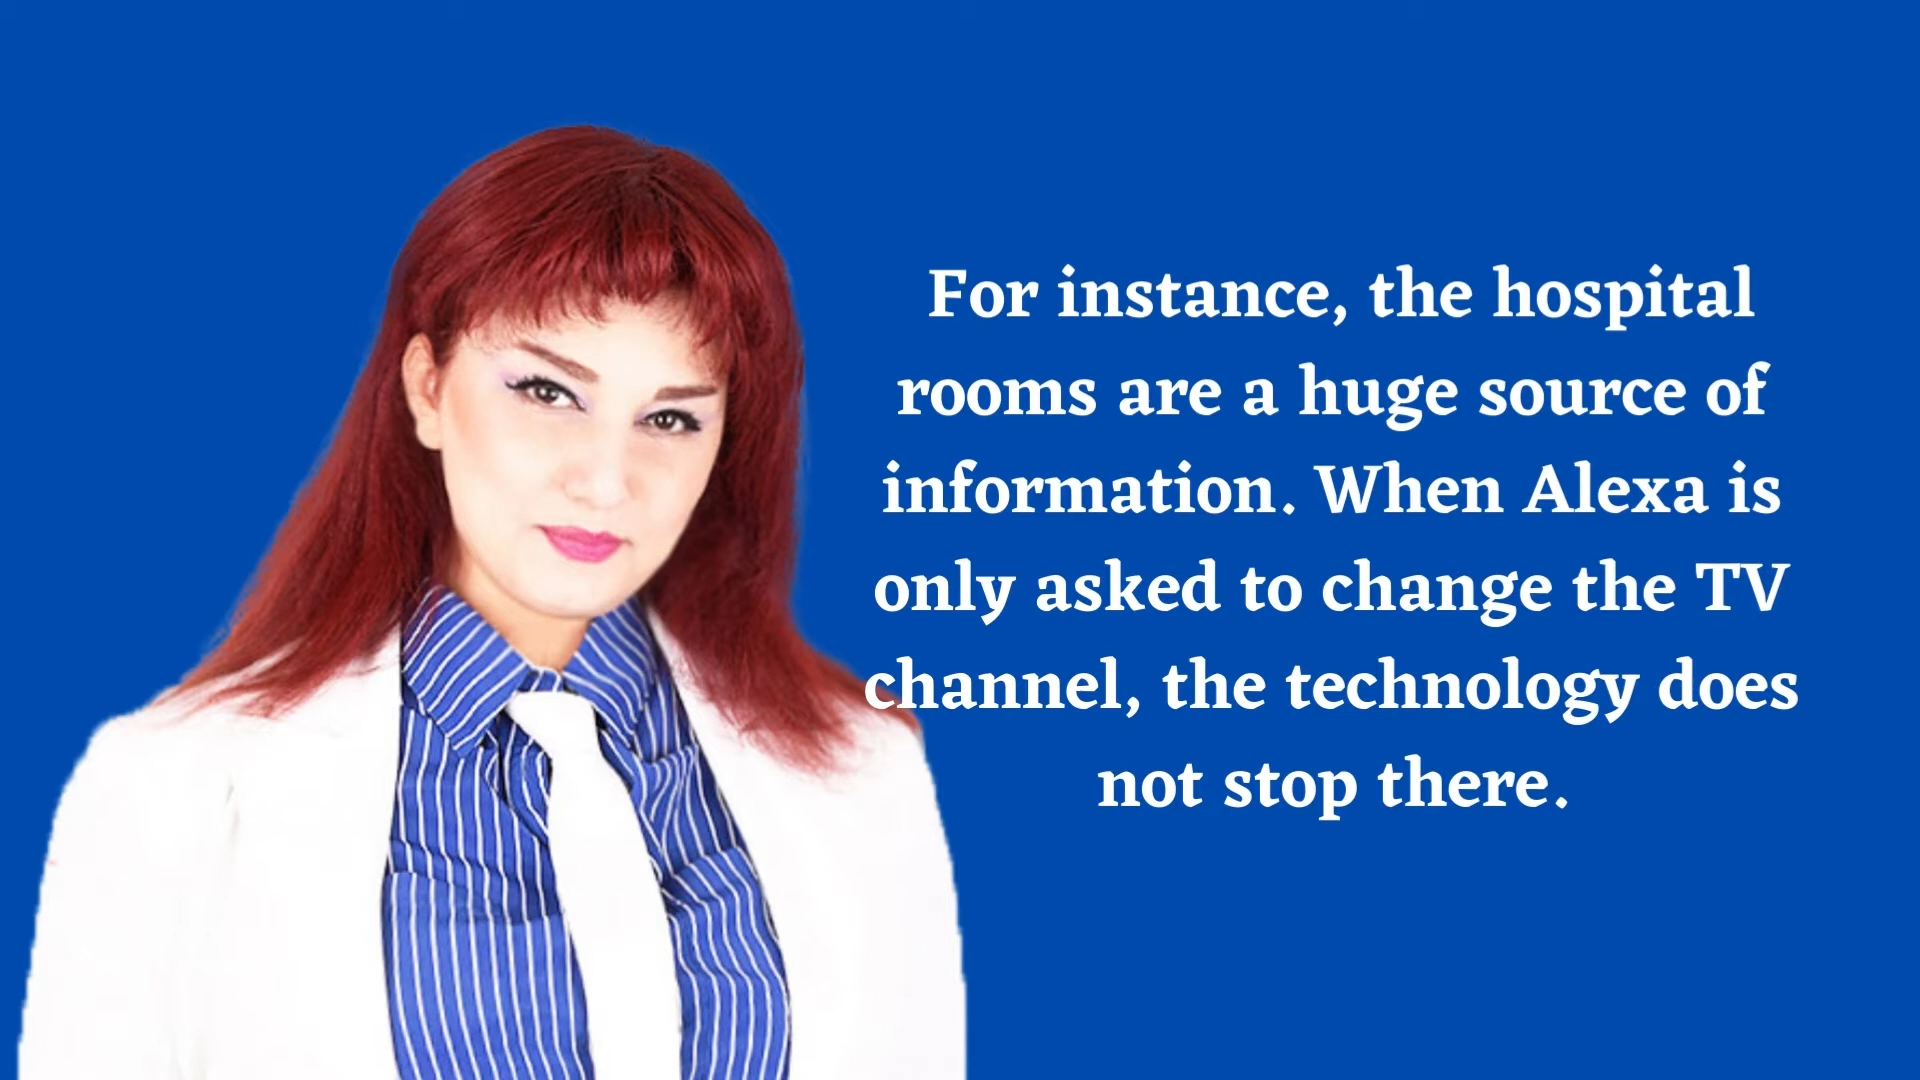 For instance, the hospital
rooms are a huge source of
information. When Alexa is
only asked to change the TV
channel, the technology does
not stop there.